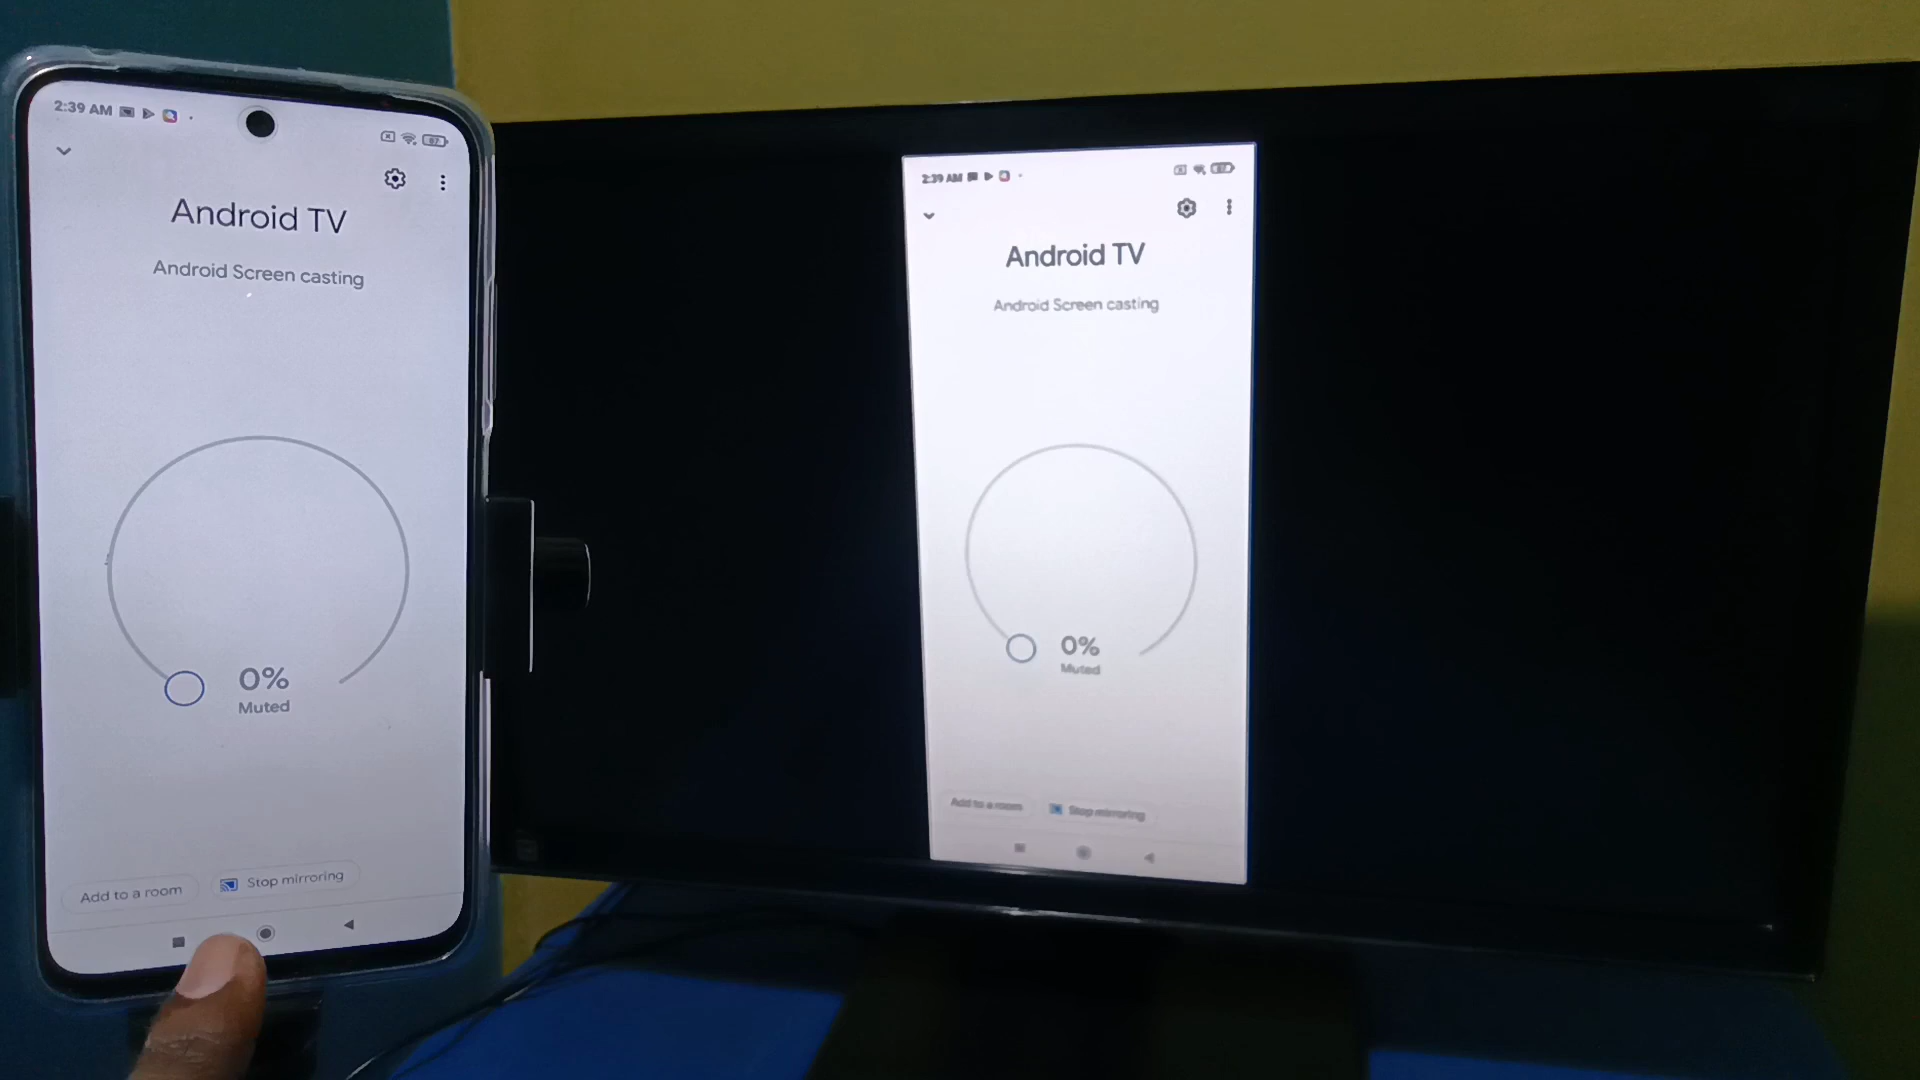 2:39 AM
87
Android TV
Android Screen casting
0%
Muted
Add to a room
Stop mirroring
2:39 AM
Android TV
Android Screen casting
0%
Muted
Add to a room
Stop mirroring